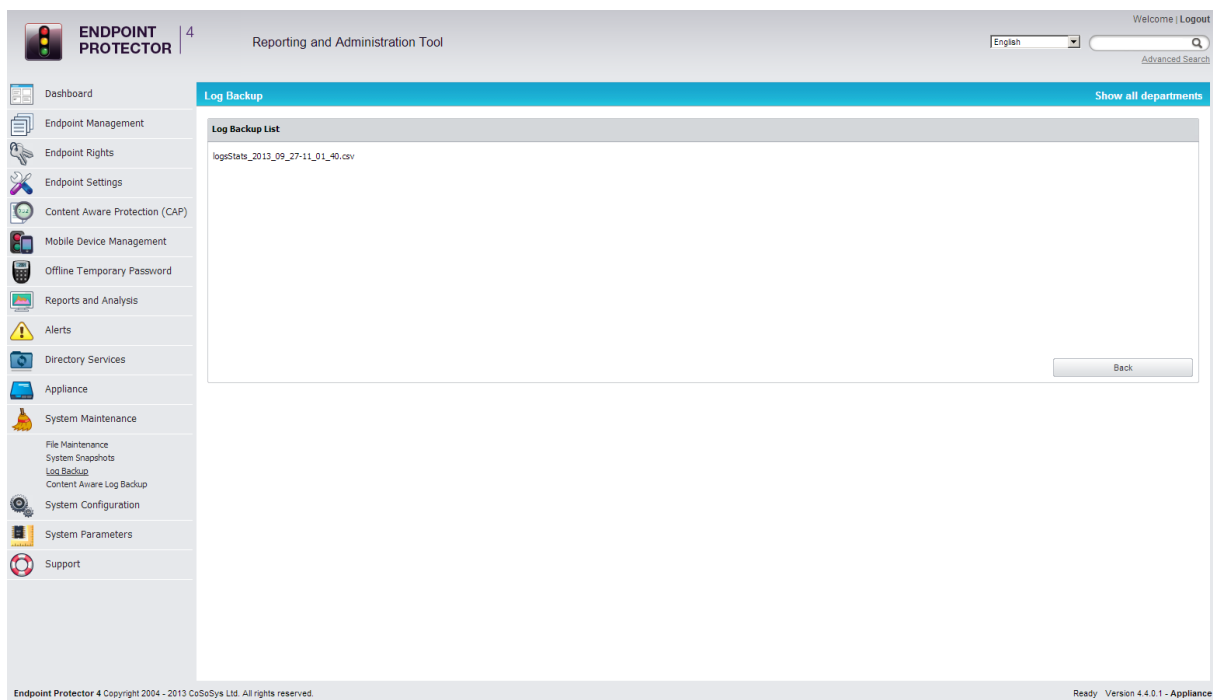 Welcome | Logout
ENDPOINT PROTECTOR | 4
Reporting and Administration Tool
English
Advanced Search
Dashboard
Endpoint Management
Endpoint Rights
Endpoint Settings
Content Aware Protection (CAP)
Mobile Device Management
Offline Temporary Password
Reports and Analysis
Alerts
Directory Services
Appliance
System Maintenance
File Maintenance
System Snapshots
Log Backup
Content Aware Log Backup
System Configuration
System Parameters
Support
Log Backup
Show all departments
Log Backup List
logsStats_2013_09_27-11_01_40.csv
Back
Endpoint Protector 4 Copyright 2004 - 2013 CoSoSys Ltd. All rights reserved.
Ready Version 4.4.0.1 - Appliance